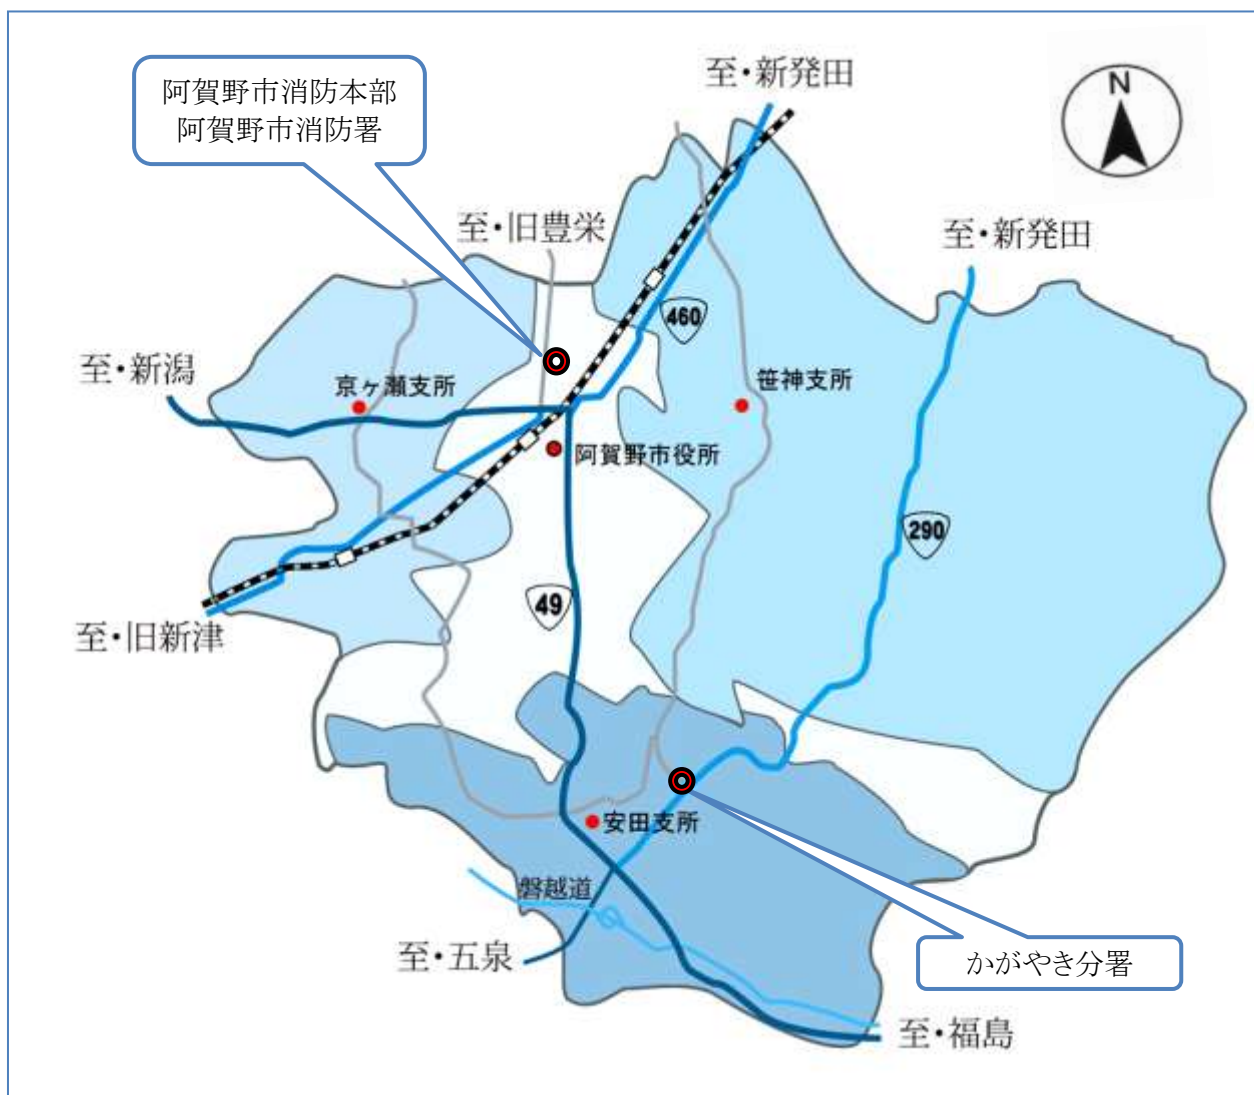 阿賀野市消防本部
阿賀野市消防署
至・新発田
N
至・旧豊栄
至・新発田
460
至・新潟
京ヶ瀬支所
笹神支所
阿賀野市役所
290
49
至・旧新津
安田支所
磐越道
至・五泉
かがやき分署
至・福島